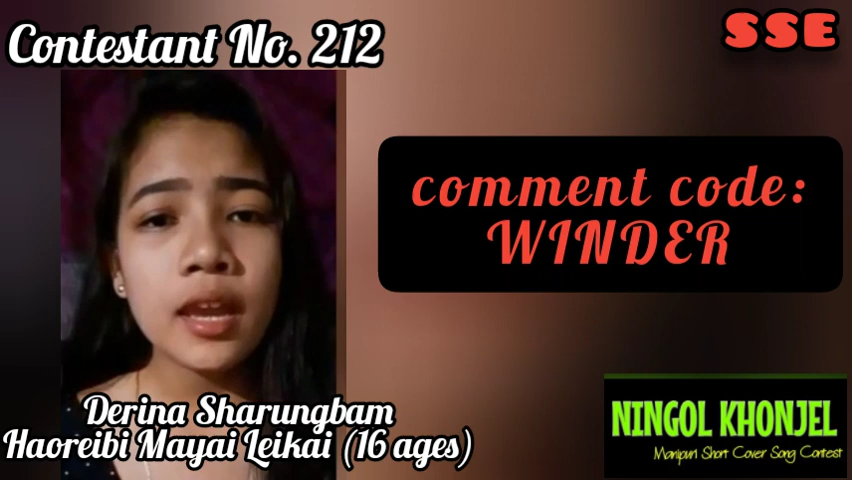 Contestant No. 212
SSE
comment code:
WINDER
Derina Sharungbam
Haoreibi Mayai Leikai (16 ages)
NINGOL KHONJEL
Manipuri Short Cover Song Contest